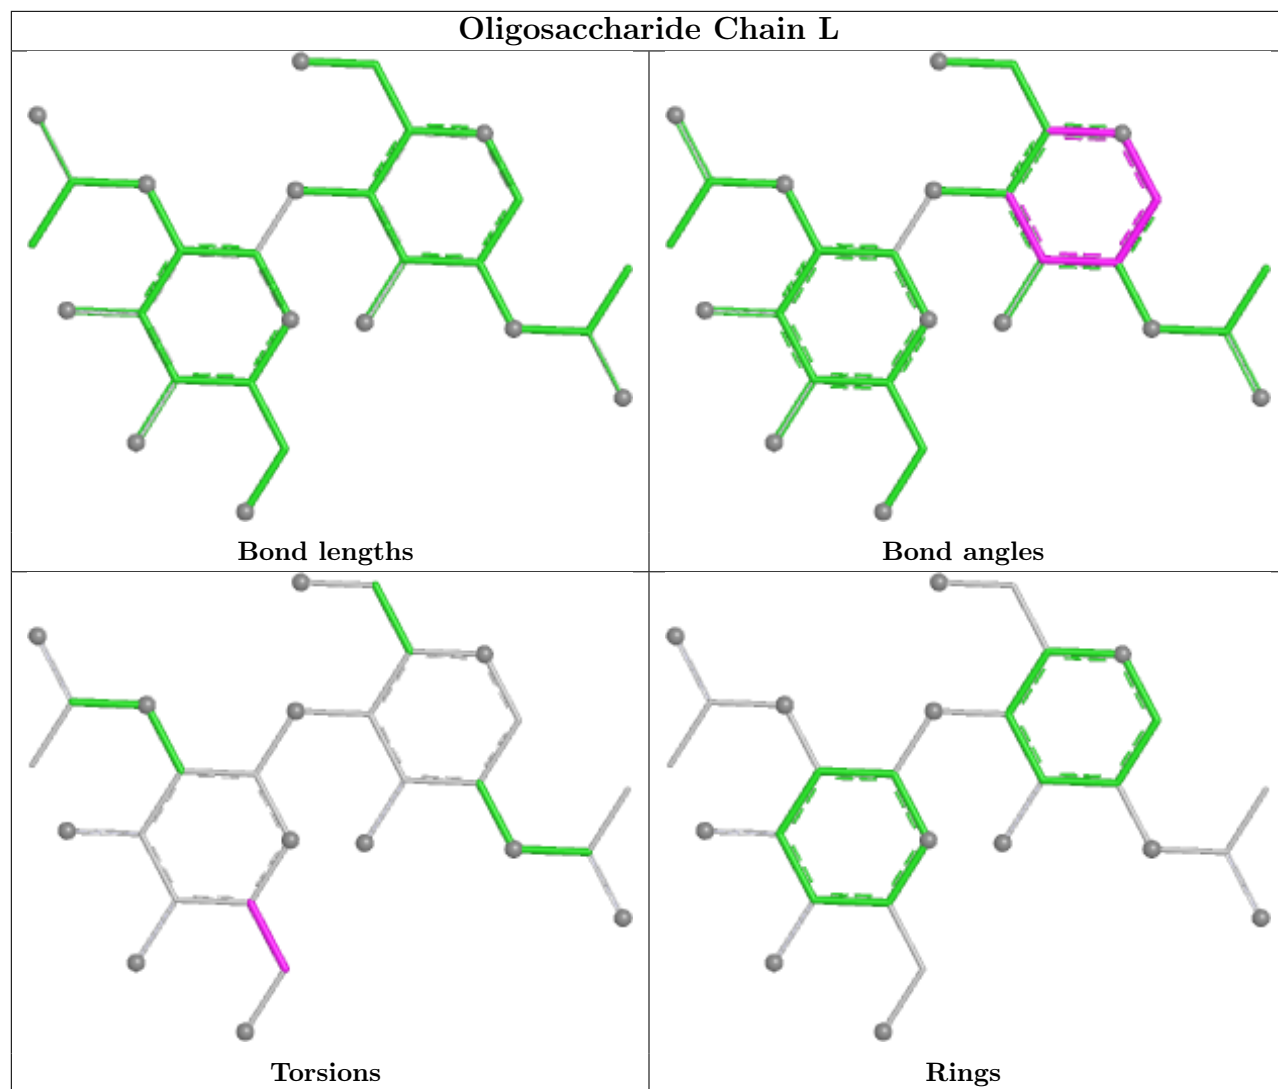 Oligosaccharide Chain L
Bond lengths
Bond angles
Torsions
Rings